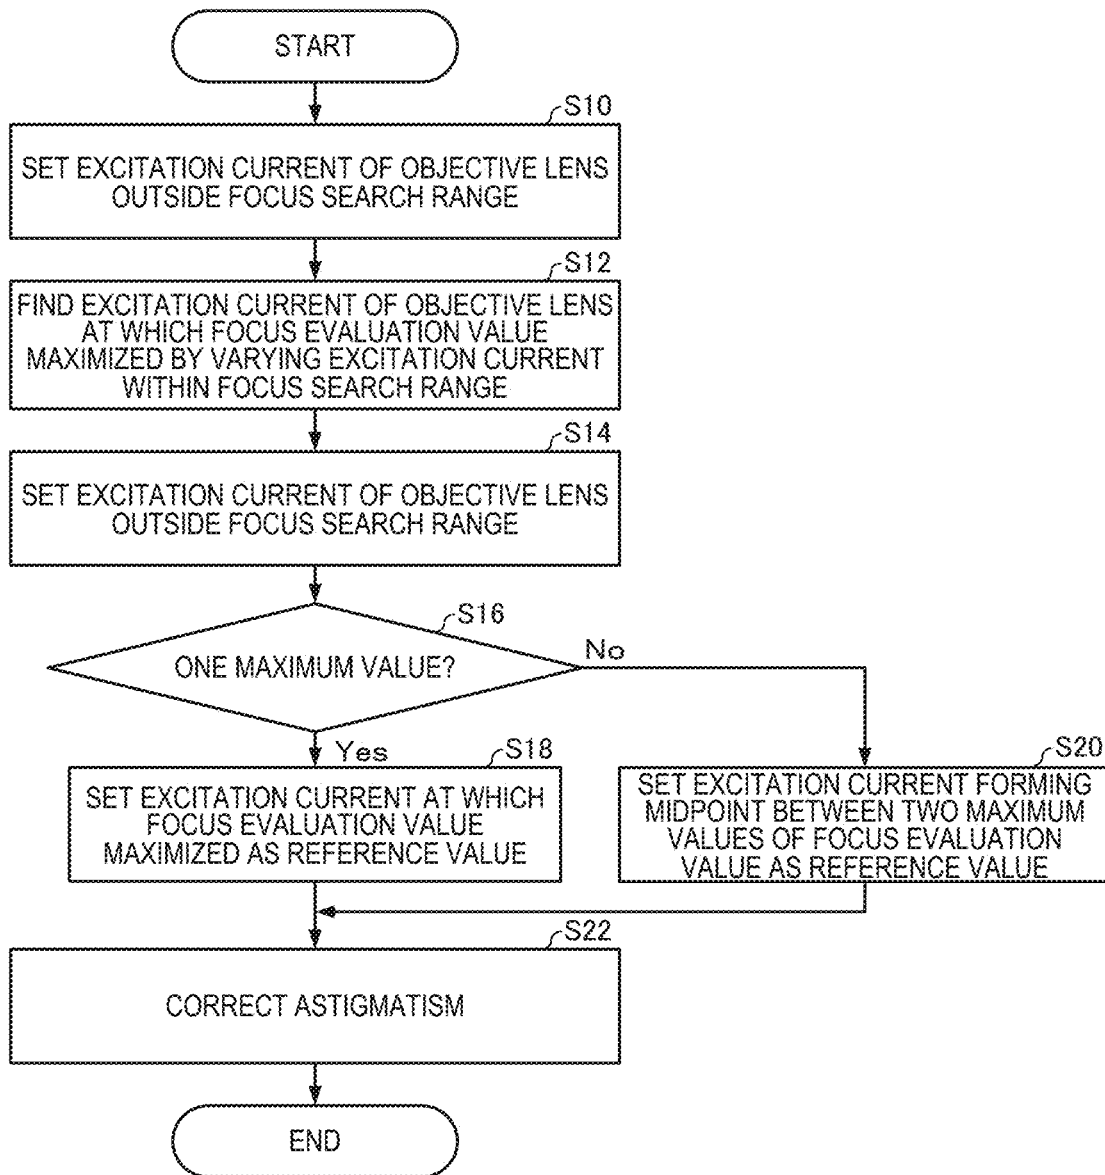 START
S10
SET EXCITATION CURRENT OF OBJECTIVE LENS
OUTSIDE FOCUS SEARCH RANGE
S12
FIND EXCITATION CURRENT OF OBJECTIVE LENS
AT WHICH FOCUS EVALUATION VALUE
MAXIMIZED BY VARYING EXCITATION CURRENT
WITHIN FOCUS SEARCH RANGE
S14
SET EXCITATION CURRENT OF OBJECTIVE LENS
OUTSIDE FOCUS SEARCH RANGE
S16
ONE MAXIMUM VALUE?
No
Yes
S18
SET EXCITATION CURRENT AT WHICH
FOCUS EVALUATION VALUE
MAXIMIZED AS REFERENCE VALUE
S20
SET EXCITATION CURRENT FORMING
MIDPOINT BETWEEN TWO MAXIMUM
VALUES OF FOCUS EVALUATION
VALUE AS REFERENCE VALUE
S22
CORRECT ASTIGMATISM
END